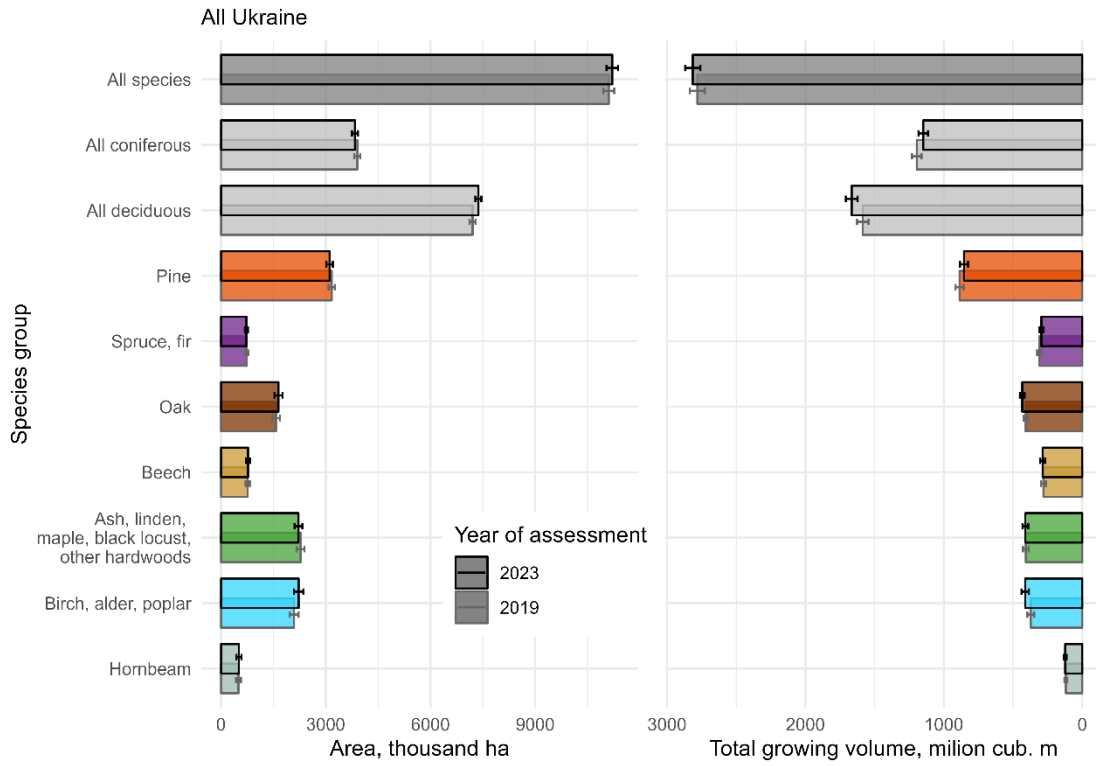 All Ukraine
Species group
All species
All coniferous
All deciduous
Pine
Spruce, fir
Oak
Beech
Ash, linden,
maple, black locust,
other hardwoods
Birch, alder, poplar
Hornbeam
Year of assessment
2023
2019
0 3000 6000 9000
Area, thousand ha
3000 2000 1000 0
Total growing volume, milion cub. m